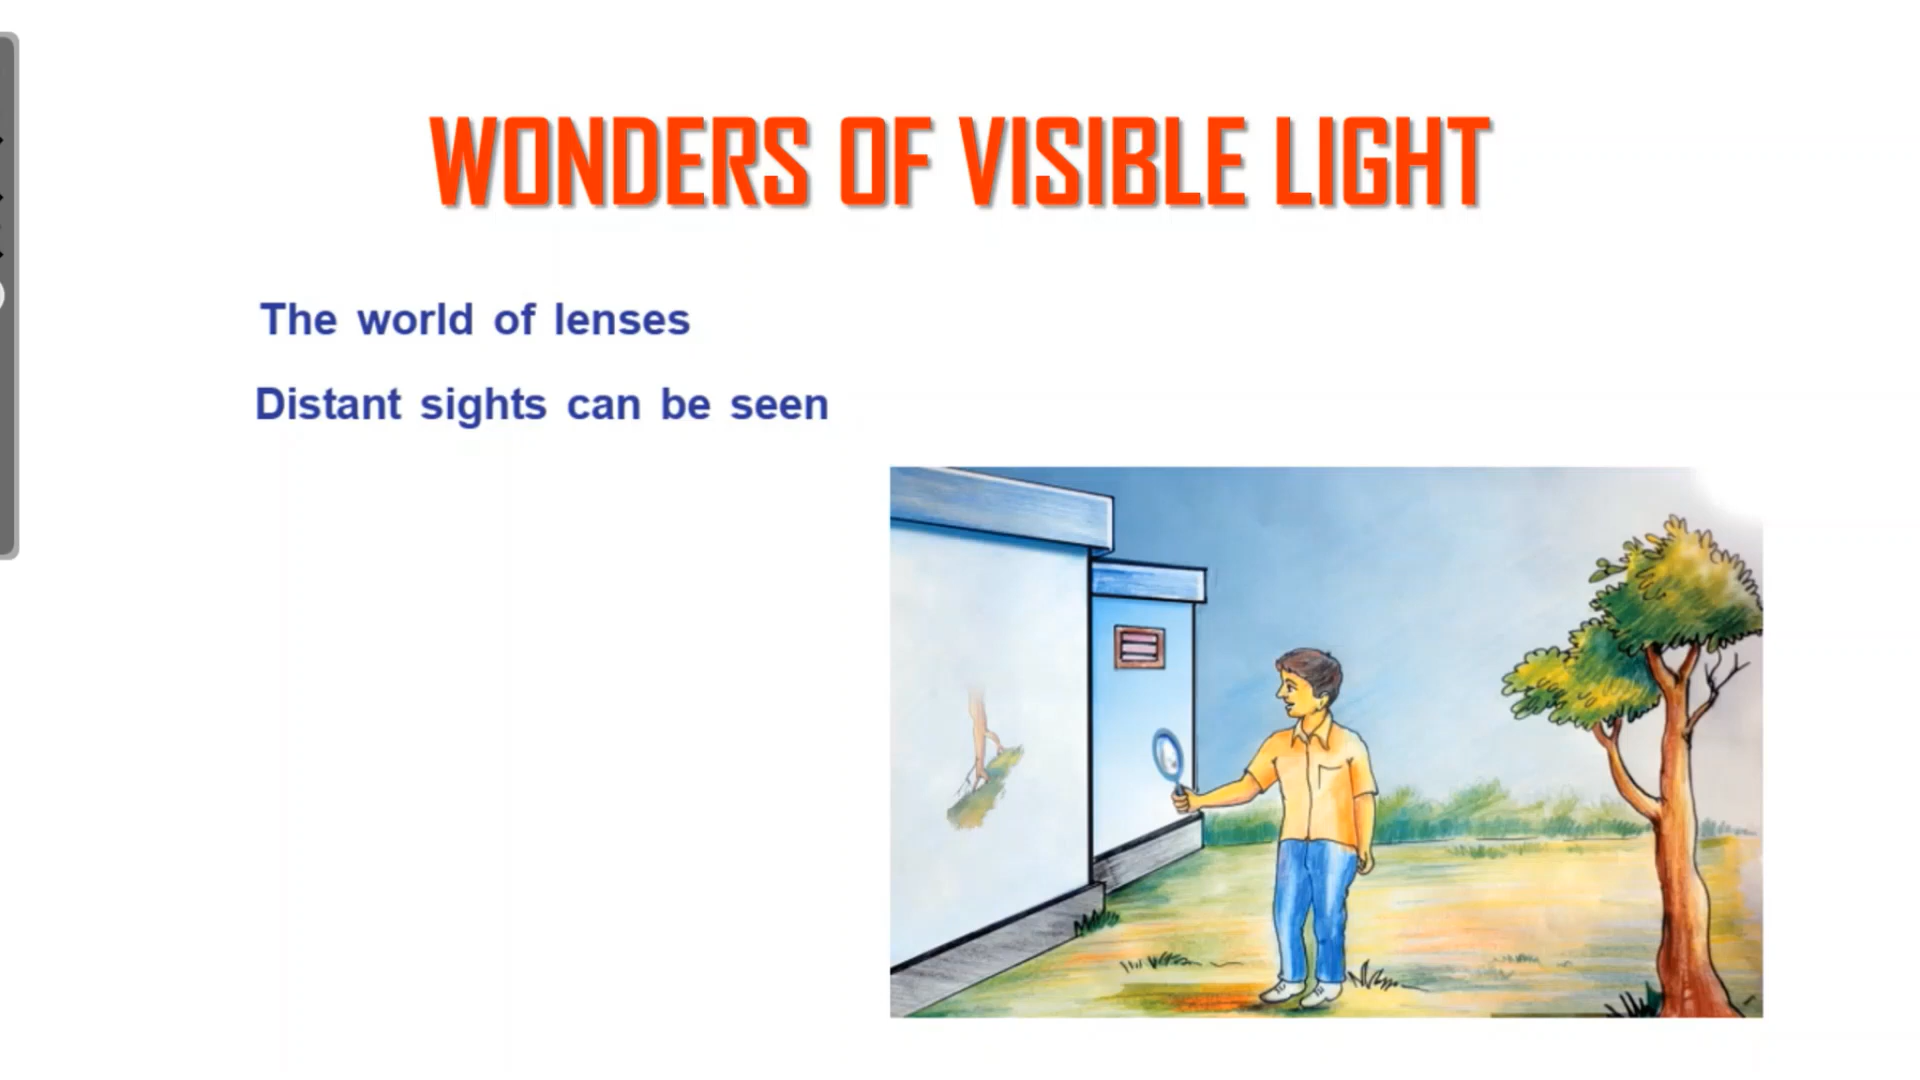 WONDERS OF VISIBLE LIGHT
The world of lenses
Distant sights can be seen